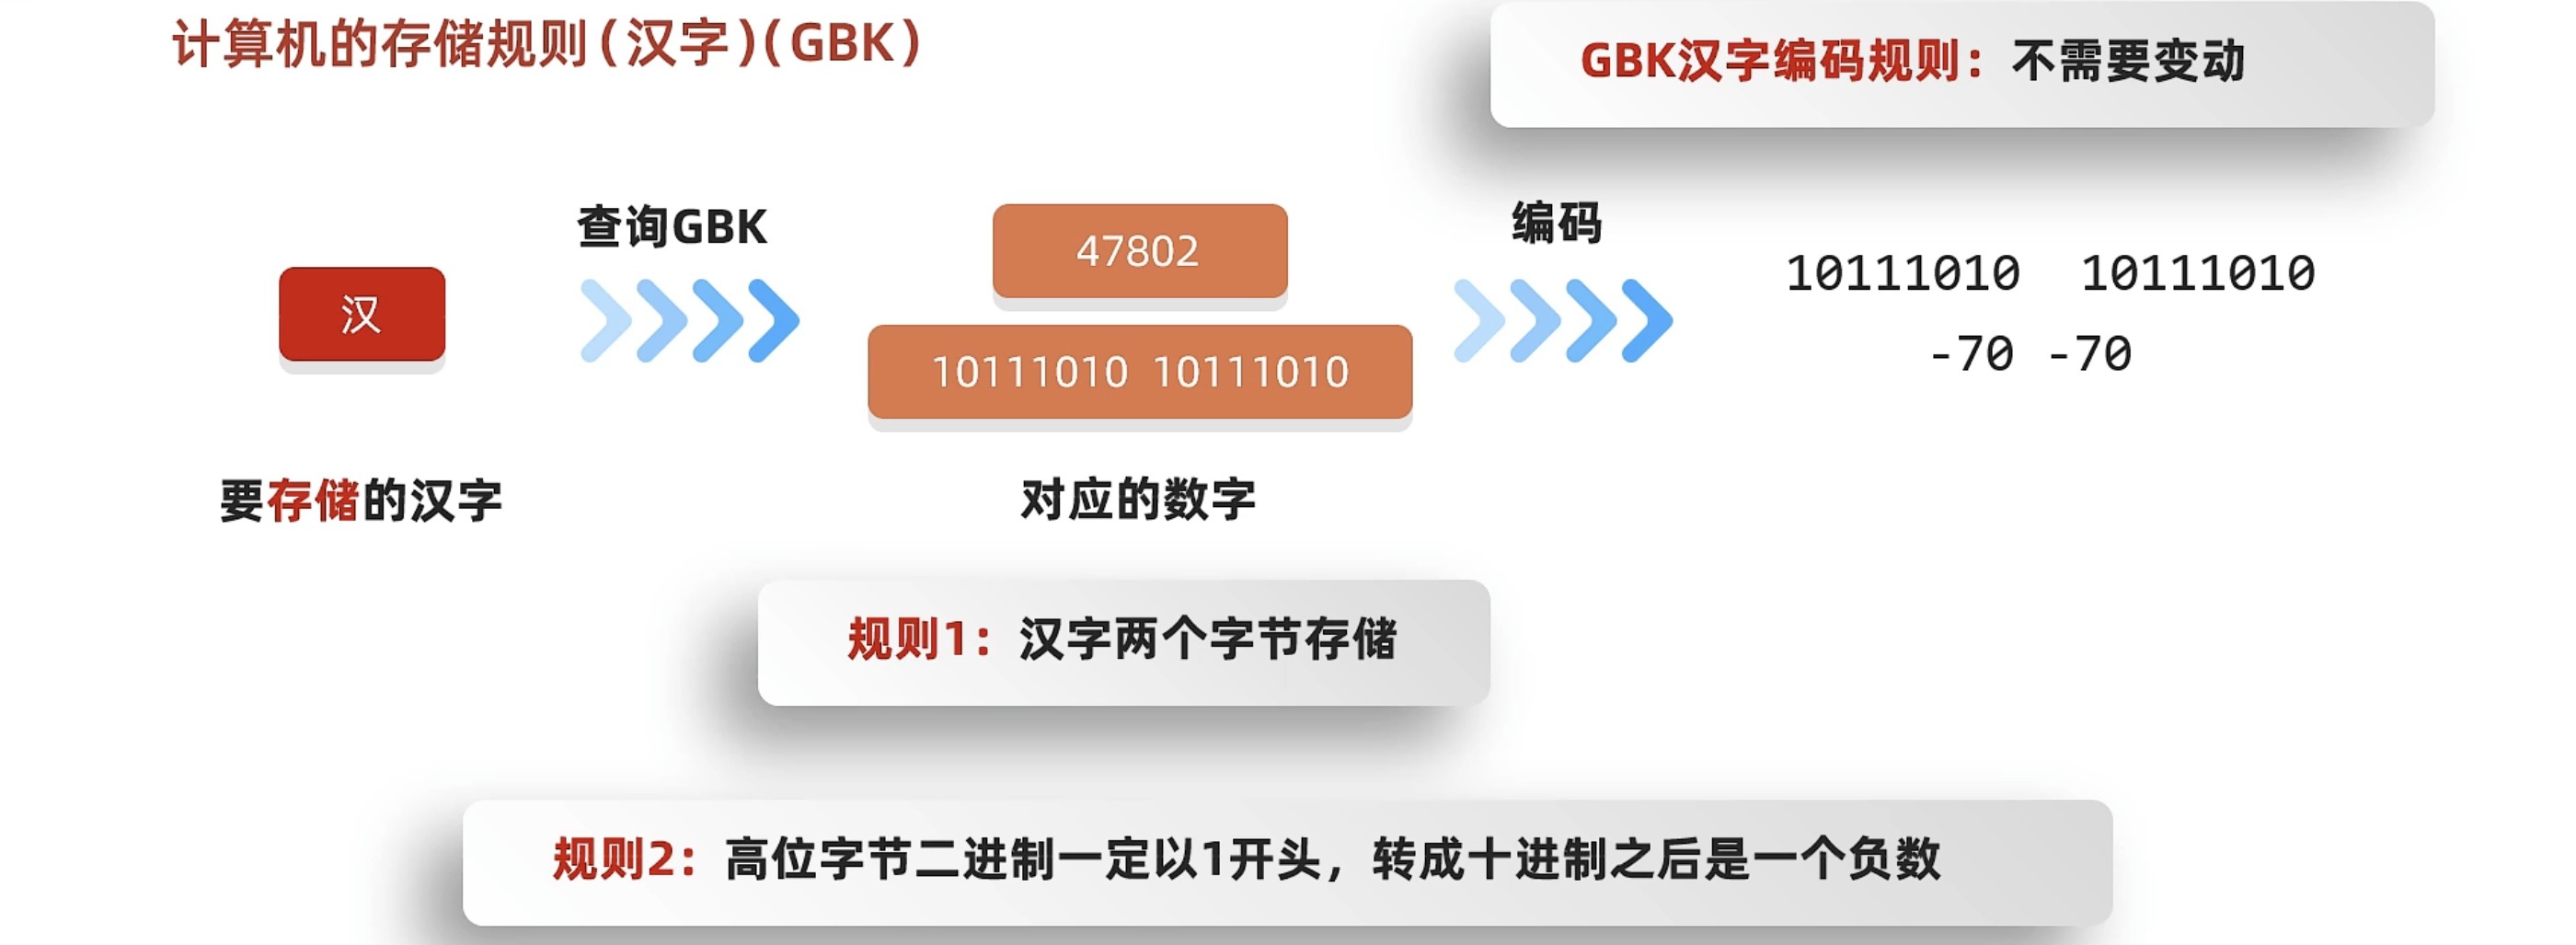 计算机的存储规则(汉字)(GBK)
GBK汉字编码规则：不需要变动
查询GBK
编码
汉
47802
10111010 10111010
10111010 10111010
-70 -70
要存储的汉字
对应的数字
规则1：汉字两个字节存储
规则2：高位字节二进制一定以1开头，转成十进制之后是一个负数